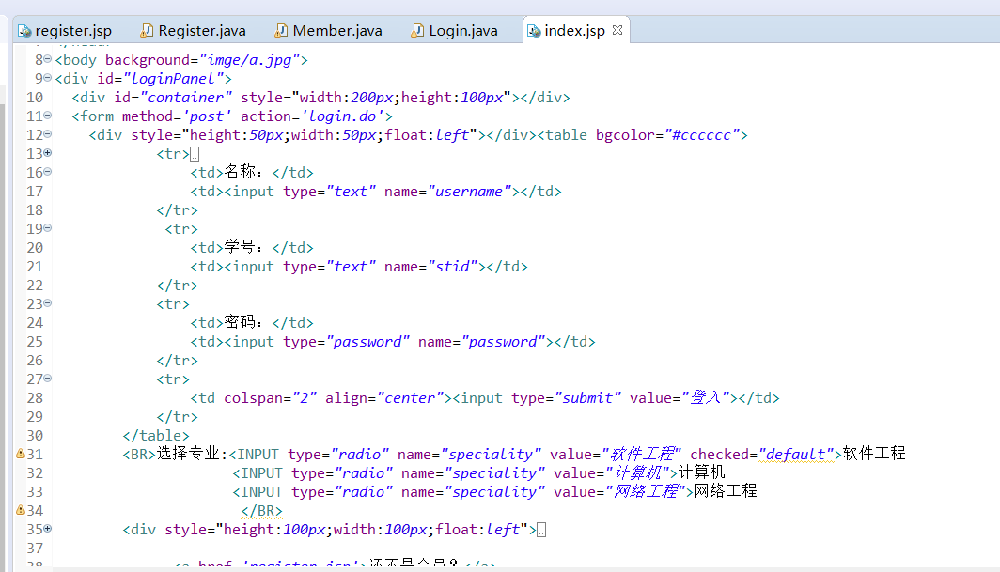 register.jsp Register.java Member.java Login.java index.jsp
8 <body background="imge/a.jpg">
9 <div id="loginPanel">
10 <div id="container" style="width:200px;height:100px"></div>
11 <form method='post' action='login.do'>
12 <div style="height:50px;width:50px;float:left"></div><table bgcolor="#cccccc">
13 <tr>
16 <td>名称：</td>
17 <td><input type="text" name="username"></td>
18 </tr>
19 <tr>
20 <td>学号：</td>
21 <td><input type="text" name="stid"></td>
22 </tr>
23 <tr>
24 <td>密码：</td>
25 <td><input type="password" name="password"></td>
26 </tr>
27 <tr>
28 <td colspan="2" align="center"><input type="submit" value="登入"></td>
29 </tr>
30 </table>
31 <BR>选择专业:<INPUT type="radio" name="speciality" value="软件工程" checked="default">软件工程
32 <INPUT type="radio" name="speciality" value="计算机">计算机
33 <INPUT type="radio" name="speciality" value="网络工程">网络工程
34 </BR>
35 <div style="height:100px;width:100px;float:left">
37
38 <a href='register.jsp'>还不是会员？</a>